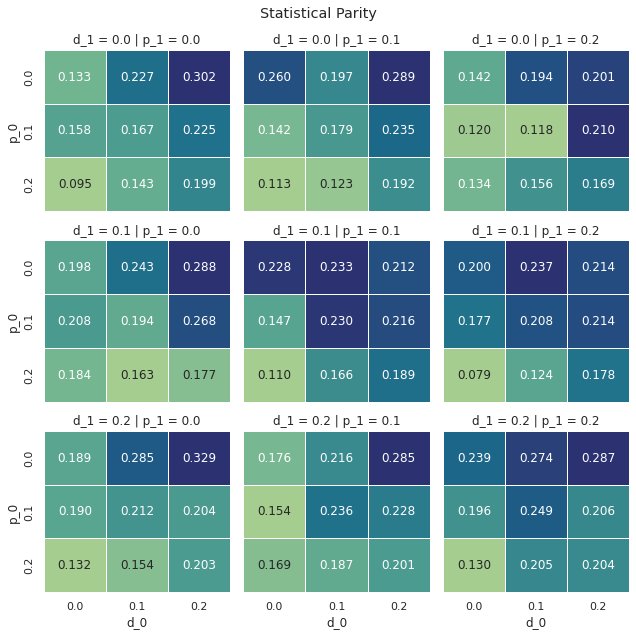 Statistical Parity
d_1 = 0.0 | p_1 = 0.0 d_1 = 0.0 | p_1 = 0.1 d_1 = 0.0 | p_1 = 0.2
0.0 0.133 0.227 0.302 0.260 0.197 0.289 0.142 0.194 0.201
p_0 0.1 0.158 0.167 0.225 0.142 0.179 0.235 0.120 0.118 0.210
0.2 0.095 0.143 0.199 0.113 0.123 0.192 0.134 0.156 0.169
d_1 = 0.1 | p_1 = 0.0 d_1 = 0.1 | p_1 = 0.1 d_1 = 0.1 | p_1 = 0.2
0.0 0.198 0.243 0.288 0.228 0.233 0.212 0.200 0.237 0.214
p_0 0.1 0.208 0.194 0.268 0.147 0.230 0.216 0.177 0.208 0.214
0.2 0.184 0.163 0.177 0.110 0.166 0.189 0.079 0.124 0.178
d_1 = 0.2 | p_1 = 0.0 d_1 = 0.2 | p_1 = 0.1 d_1 = 0.2 | p_1 = 0.2
0.0 0.189 0.285 0.329 0.176 0.216 0.285 0.239 0.274 0.287
p_0 0.1 0.190 0.212 0.204 0.154 0.236 0.228 0.196 0.249 0.206
0.2 0.132 0.154 0.203 0.169 0.187 0.201 0.130 0.205 0.204
0.0 0.1 0.2 0.0 0.1 0.2 0.0 0.1 0.2
d_0 d_0 d_0